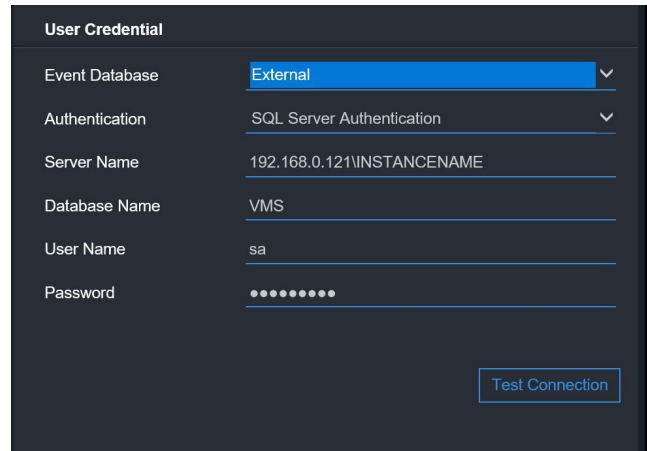 User Credential
Event Database External
Authentication SQL Server Authentication
Server Name 192.168.0.121\INSTANCENAME
Database Name VMS
User Name sa
Password ●●●●●●●●●
Test Connection